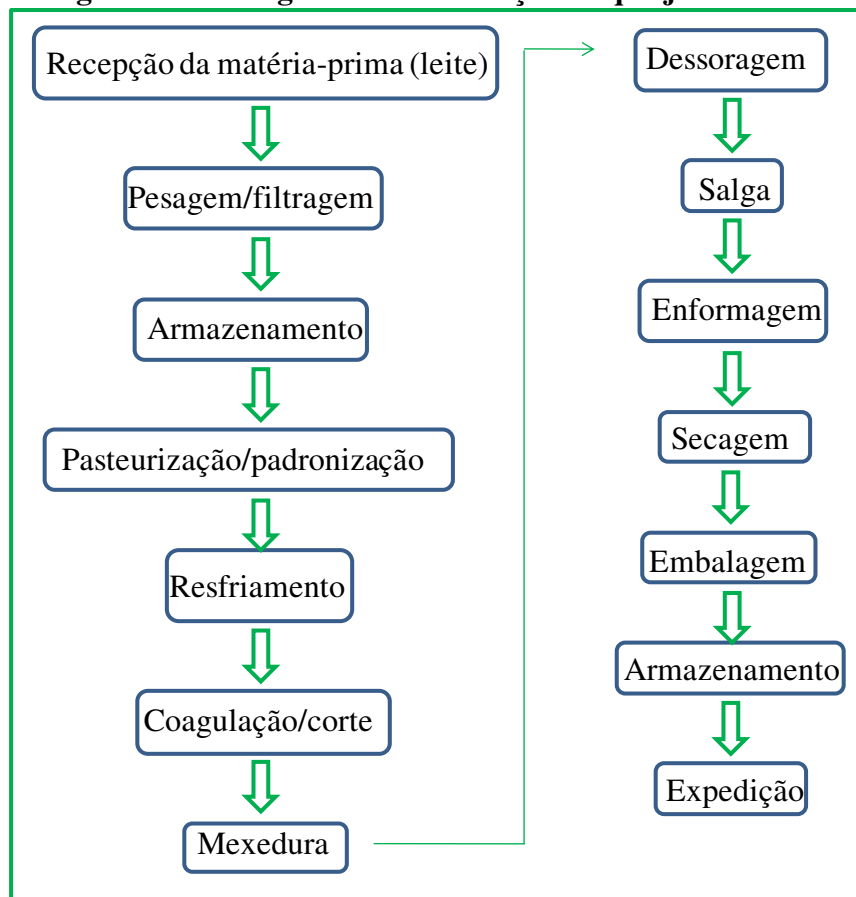 Recepção da matéria-prima (leite)
Pesagem/filtragem
Armazenamento
Pasteurização/padronização
Resfriamento
Coagulação/corte
Mexedura
Dessoragem
Salga
Enformagem
Secagem
Embalagem
Armazenamento
Expedição